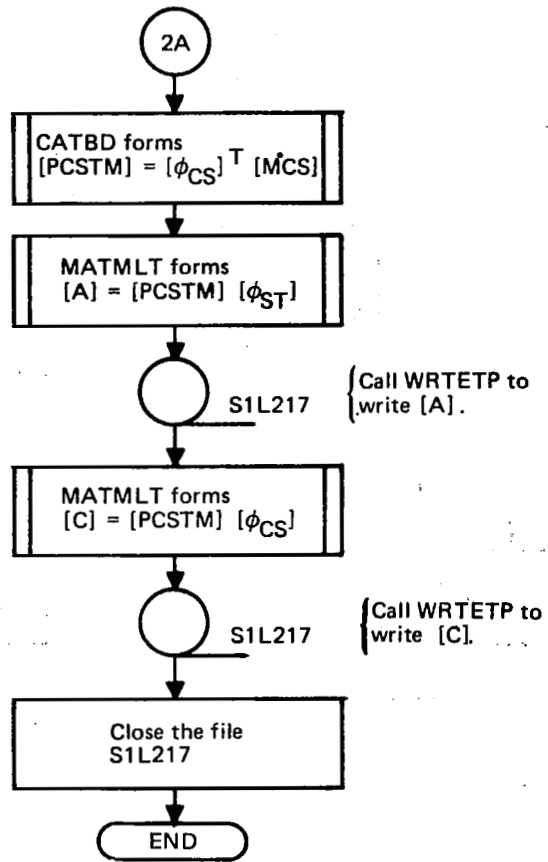 2A
CATBD forms
[PCSTM] = [ϕCS]T [MCS]
MATMLT forms
[A] = [PCSTM] [ϕST]
S1L217
{Call WRTETP to
write [A].
MATMLT forms
[C] = [PCSTM] [ϕCS]
S1L217
{Call WRTETP to
write [C].
Close the file
S1L217
END